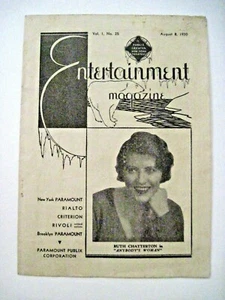 Vol. 1, No. 20
August 8, 1930
Entertainment
magazine
New York PARAMOUNT
RIALTO
CRITERION
RIVOLI
Brooklyn PARAMOUNT
PARAMOUNT PUBLIX
CORPORATION
RUTH CHATTERTON in
"ANYBODY'S WOMAN"